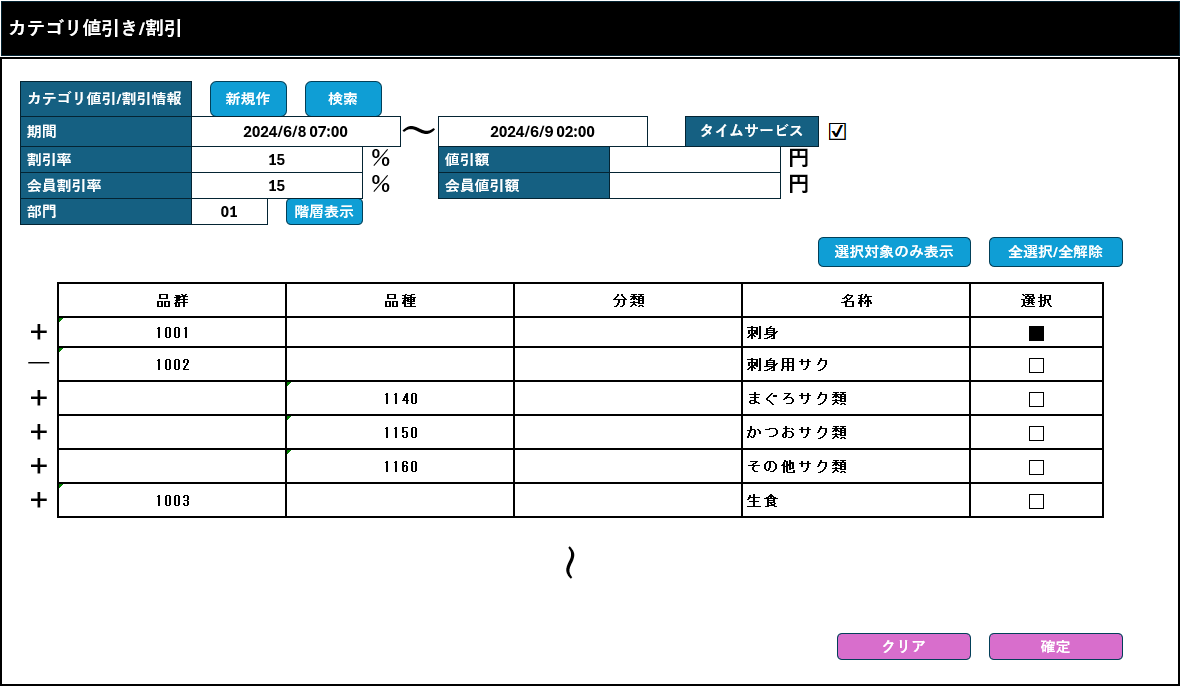 カテゴリ値引き/割引
カテゴリ値引/割引情報 新規作 検索
期間 2024/6/8 07:00 〜 2024/6/9 02:00 タイムサービス ☑
割引率 15 % 値引額 円
会員割引率 15 % 会員値引額 円
部門 01 階層表示
選択対象のみ表示 全選択/全解除
品群 品種 分類 名称 選択
+ 1001 刺身 ■
― 1002 刺身用サク □
+ 1140 まぐろサク類 □
+ 1150 かつおサク類 □
+ 1160 その他サク類 □
+ 1003 生食 □
〜
クリア 確定